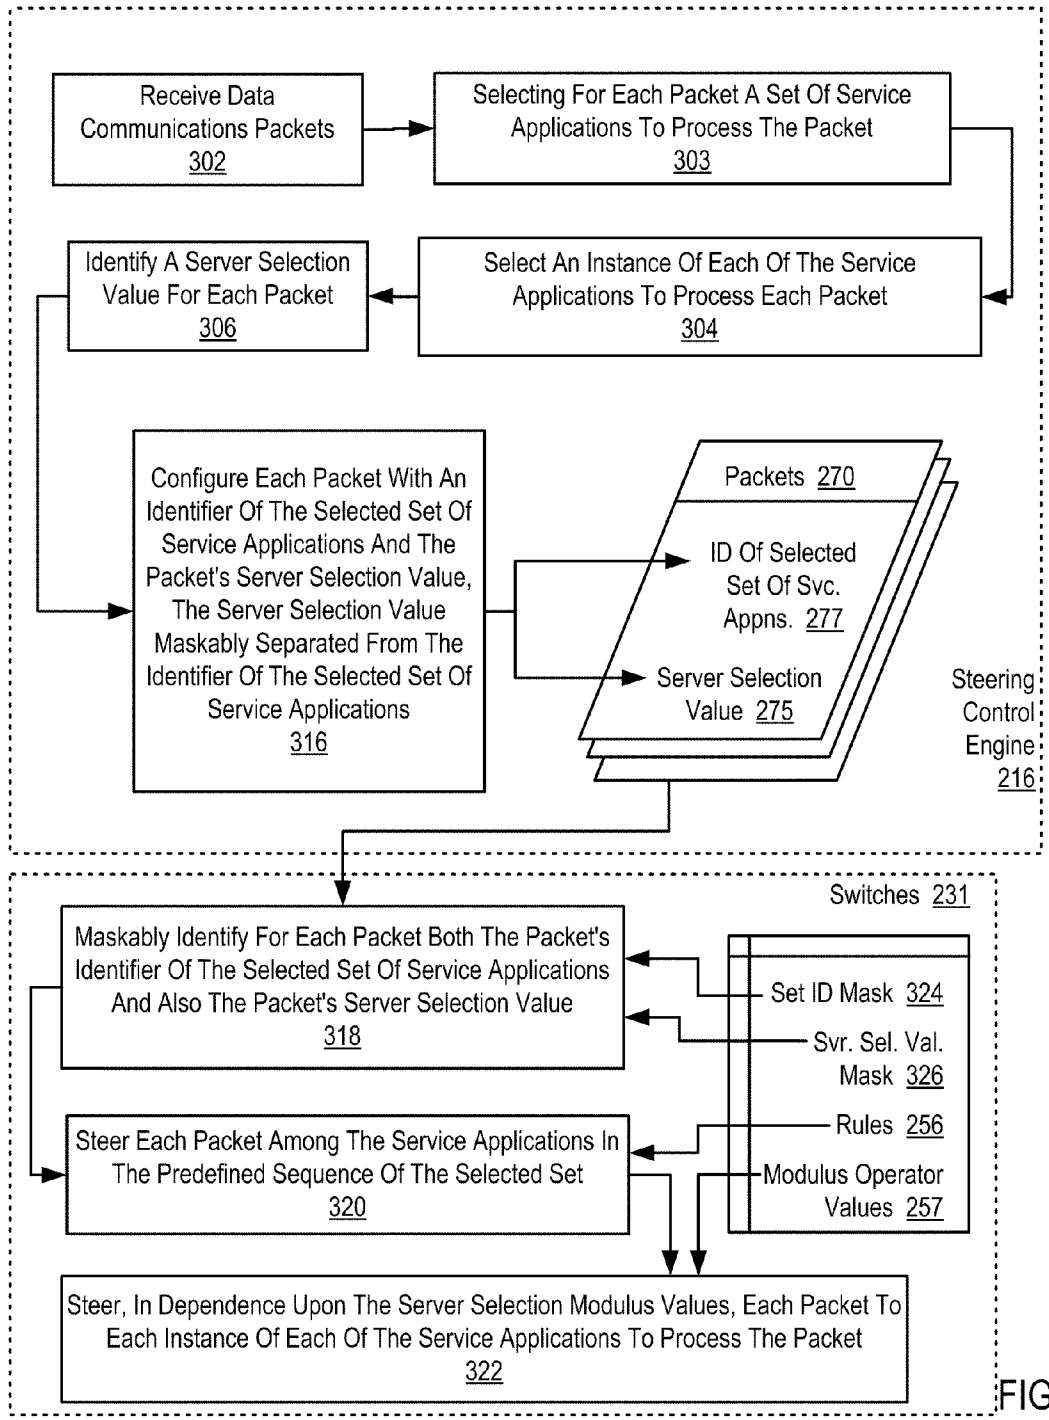 Receive Data
Communications Packets
302
Selecting For Each Packet A Set Of Service
Applications To Process The Packet
303
Identify A Server Selection
Value For Each Packet
306
Select An Instance Of Each Of The Service
Applications To Process Each Packet
304
Configure Each Packet With An
Identifier Of The Selected Set Of
Service Applications And The
Packet's Server Selection Value,
The Server Selection Value
Maskably Separated From The
Identifier Of The Selected Set Of
Service Applications
316
Packets 270
ID Of Selected
Set Of Svc.
Appns. 277
Server Selection
Value 275
Steering
Control
Engine
216
Switches 231
Maskably Identify For Each Packet Both The Packet's
Identifier Of The Selected Set Of Service Applications
And Also The Packet's Server Selection Value
318
Set ID Mask 324
Svr. Sel. Val.
Mask 326
Rules 256
Modulus Operator
Values 257
Steer Each Packet Among The Service Applications In
The Predefined Sequence Of The Selected Set
320
Steer, In Dependence Upon The Server Selection Modulus Values, Each Packet To
Each Instance Of Each Of The Service Applications To Process The Packet
322
FIG